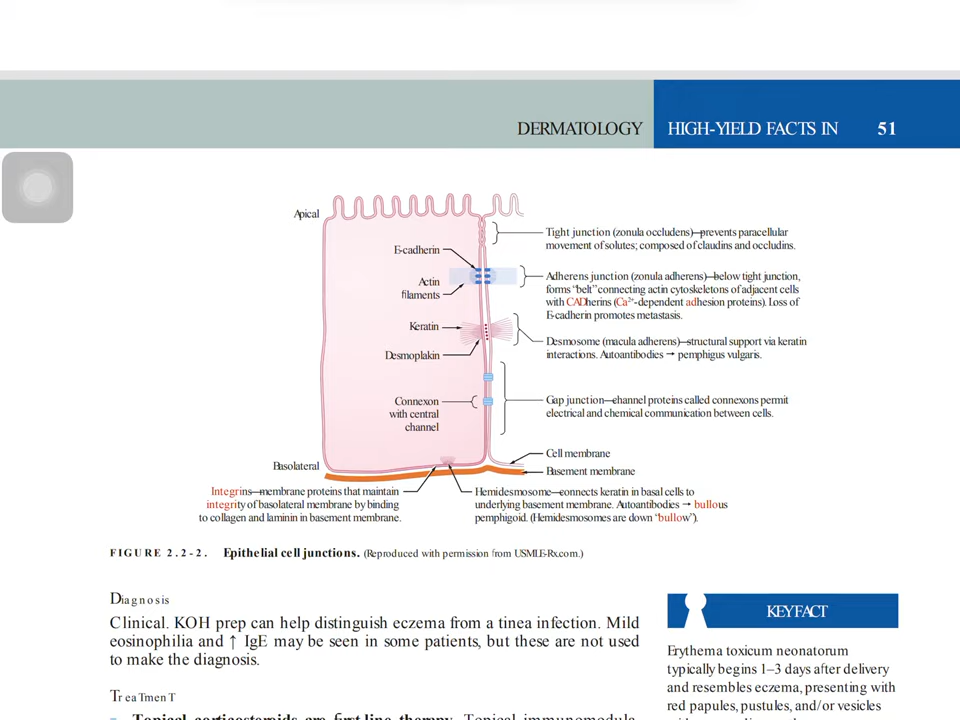 DERMATOLOGY HIGH-YIELD FACTS IN 51
Apical
Tight junction (zonula occludens)—prevents paracellular
movement of solutes; composed of claudins and occludins.
E-cadherin
Actin
filaments
Adherens junction (zonula adherens)—below tight junction,
forms “belt” connecting actin cytoskeletons of adjacent cells
with CADherins (Ca²⁺-dependent adhesion proteins). Loss of
E-cadherin promotes metastasis.
Keratin
Desmoplakin
Desmosome (macula adherens)—structural support via keratin
interactions. Autoantibodies → pemphigus vulgaris.
Connexon
with central
channel
Gap junction—channel proteins called connexons permit
electrical and chemical communication between cells.
Cell membrane
Basolateral
Basement membrane
Integrins—membrane proteins that maintain
integrity of basolateral membrane by binding
to collagen and laminin in basement membrane.
Hemidesmosome—connects keratin in basal cells to
underlying basement membrane. Autoantibodies → bullous
pemphigoid. (Hemidesmosomes are down “bullow”).
FIGURE 2.2-2. Epithelial cell junctions. (Reproduced with permission from USMLE-Rx.com.)
Diagnosis
Clinical. KOH prep can help distinguish eczema from a tinea infection. Mild
eosinophilia and ↑ IgE may be seen in some patients, but these are not used
to make the diagnosis.
TreaTmenT
Topical corticosteroids are first-line therapy. Topical immunomodula-
KEY FACT
Erythema toxicum neonatorum
typically begins 1–3 days after delivery
and resembles eczema, presenting with
red papules, pustules, and/or vesicles